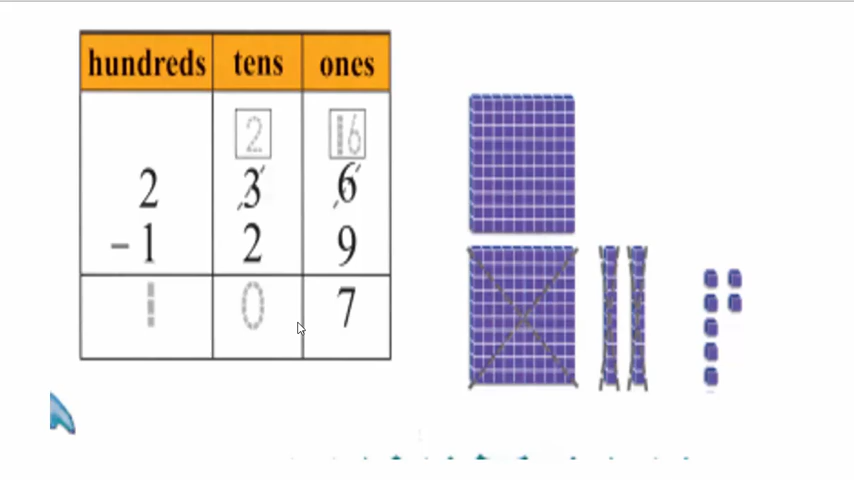 hundreds tens ones
2 16
2 3 6
- 1 2 9
1 0 7